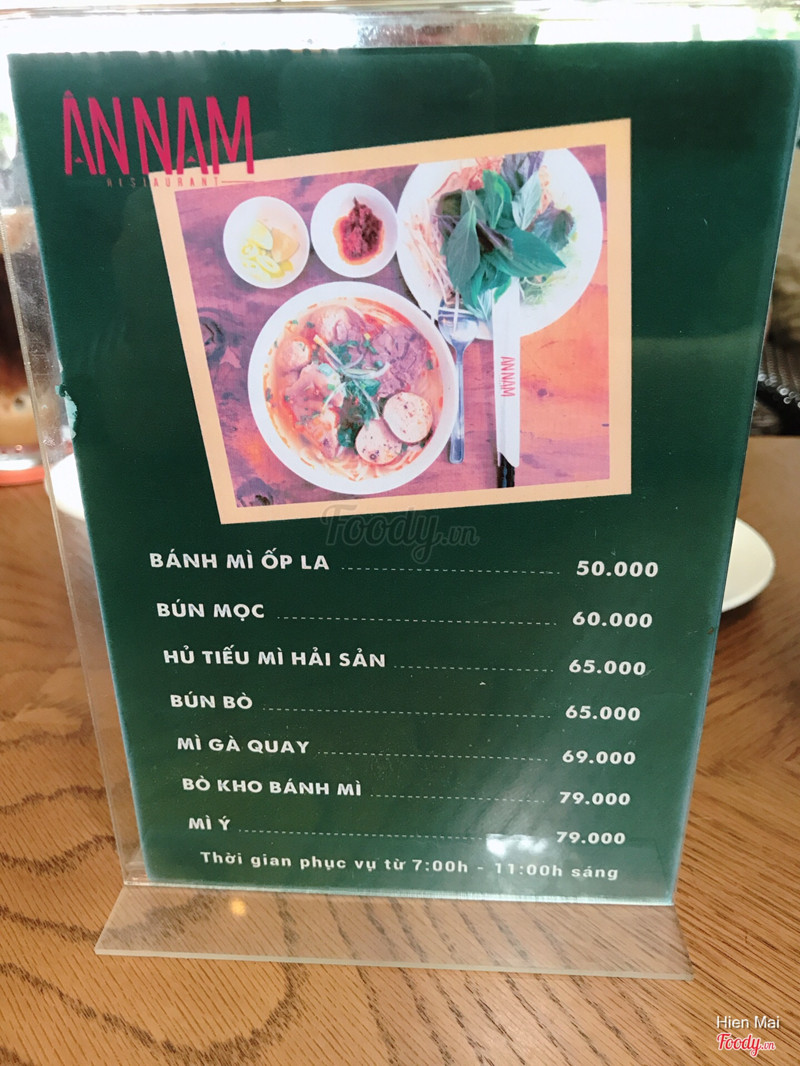 ÂN NAM
RESTAURANT
ANNAM
Foody.vn
BÁNH MÌ ỐP LA 50.000
BÚN MỌC 60.000
HỦ TIẾU MÌ HẢI SẢN 65.000
BÚN BÒ 65.000
MÌ GÀ QUAY 69.000
BÒ KHO BÁNH MÌ 79.000
MÌ Ý 79.000
Thời gian phục vụ từ 7:00h - 11:00h sáng
Hien Mai
Foody.vn